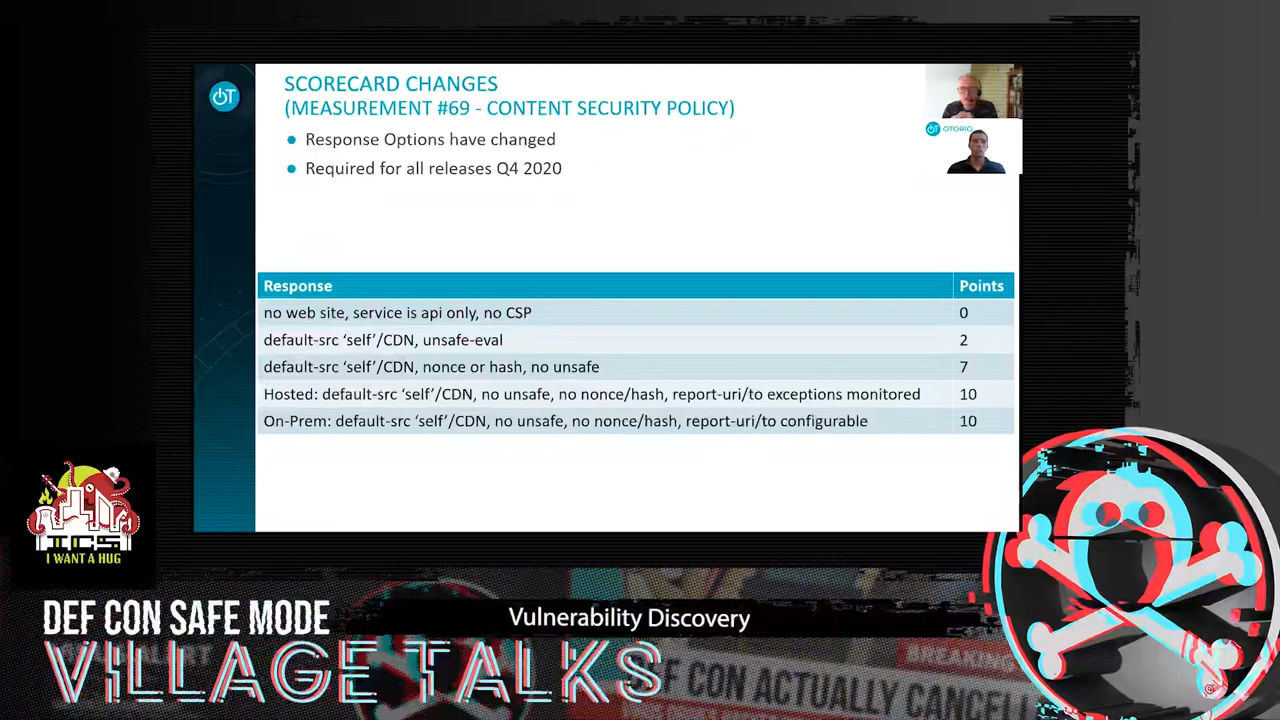 SCORECARD CHANGES
(MEASUREMENT #69 - CONTENT SECURITY POLICY)
Response Options have changed
Required for all releases Q4 2020
OT
OTORIO
Response Points
no web site, service is api only, no CSP 0
default-src ‘self’/CDN, unsafe-eval 2
default-src ‘self’/CDN, nonce or hash, no unsafe 7
Hosted: default-src ‘self’/CDN, no unsafe, no nonce/hash, report-uri/to exceptions monitored 10
On-Prem: default-src ‘self’/CDN, no unsafe, no nonce/hash, report-uri/to configurable 10
ICS
I WANT A HUG
DEF CON SAFE MODE
VILLAGE TALKS
Vulnerability Discovery
DEF CON ACTUALLY CANCEL